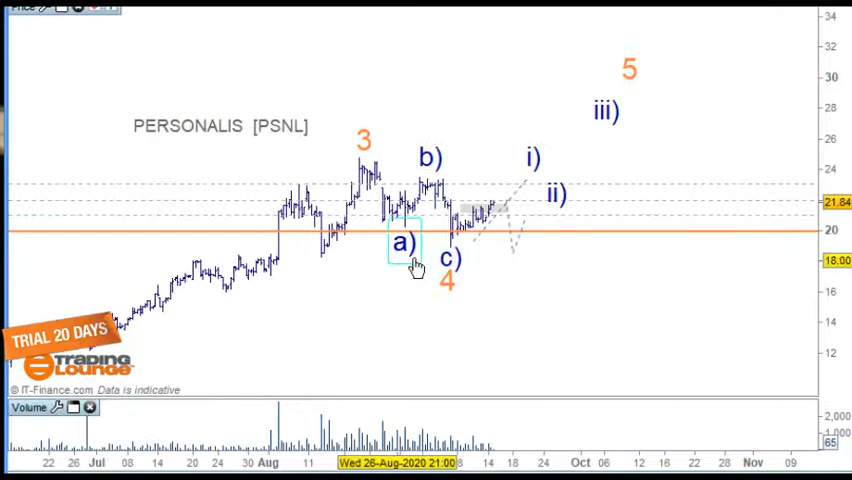 Price
34
32
5
30
iii)
28
PERSONALIS [PSNL]
26
3
b)
i)
24
ii)
22
21.84
20
a)
c)
18.00
4
16
14
12
TRIAL 20 DAYS
TRADING
LOUNGE
© IT-Finance.com Data is indicative
Volume
2,000
1,000
65
22 26 Jul 08 14 20 24 30 Aug 11 Wed 26-Aug-2020 21:00 8 14 18 24 Oct 06 12 16 22 28 Nov 09